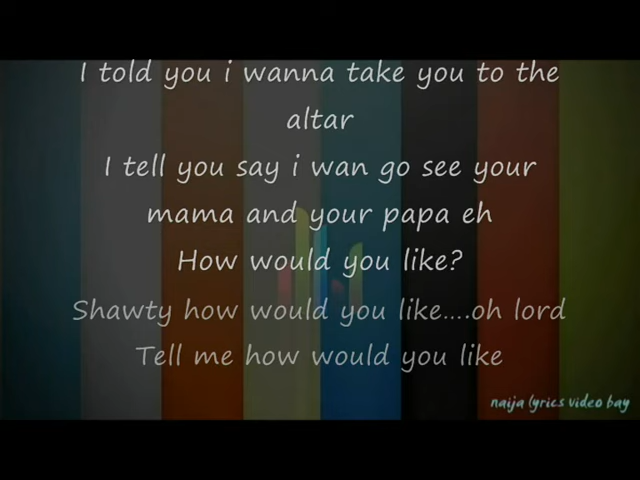 I told you i wanna take you to the
altar
I tell you say i wan go see your
mama and your papa eh
How would you like?
Shawty how would you like....oh lord
Tell me how would you like
naija lyrics video bay